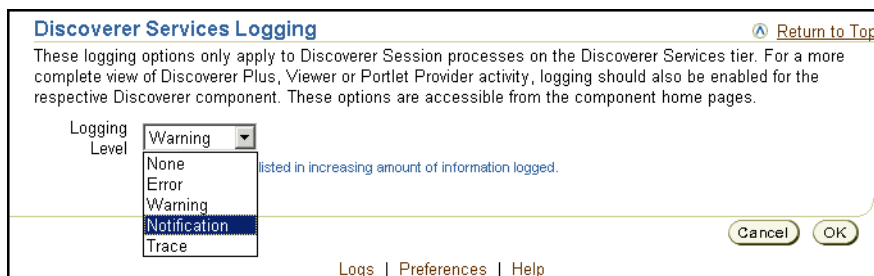 Discoverer Services Logging
Return to Top
These logging options only apply to Discoverer Session processes on the Discoverer Services tier. For a more
complete view of Discoverer Plus, Viewer or Portlet Provider activity, logging should also be enabled for the
respective Discoverer component. These options are accessible from the component home pages.
Logging
Level
Warning
None
listed in increasing amount of information logged.
Error
Warning
Notification
Trace
Cancel
OK
Logs | Preferences | Help